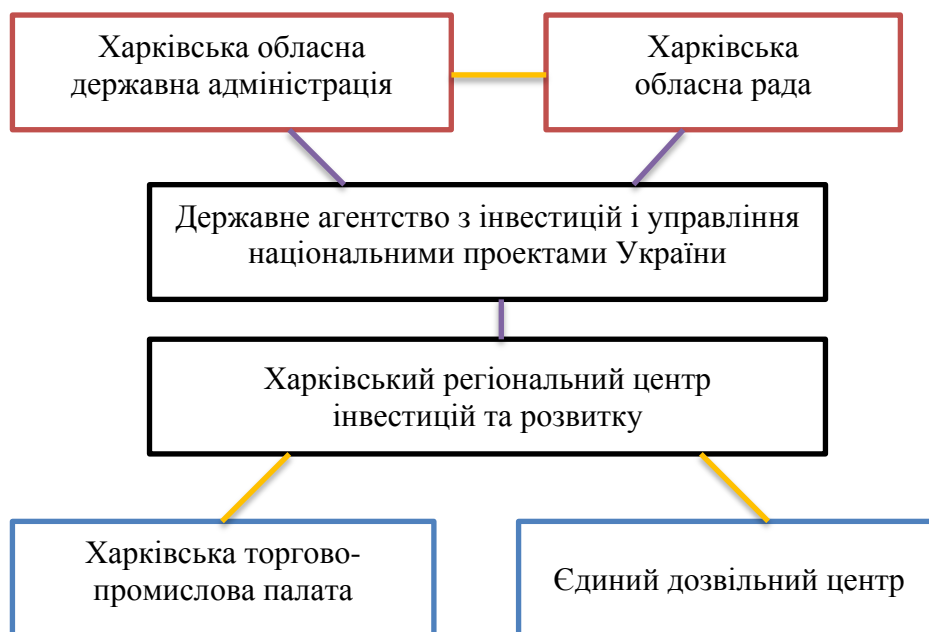 Харківська обласна
державна адміністрація
Харківська
обласна рада
Державне агентство з інвестицій і управління
національними проектами України
Харківський регіональний центр
інвестицій та розвитку
Харківська торгово-
промислова палата
Єдиний дозвільний центр